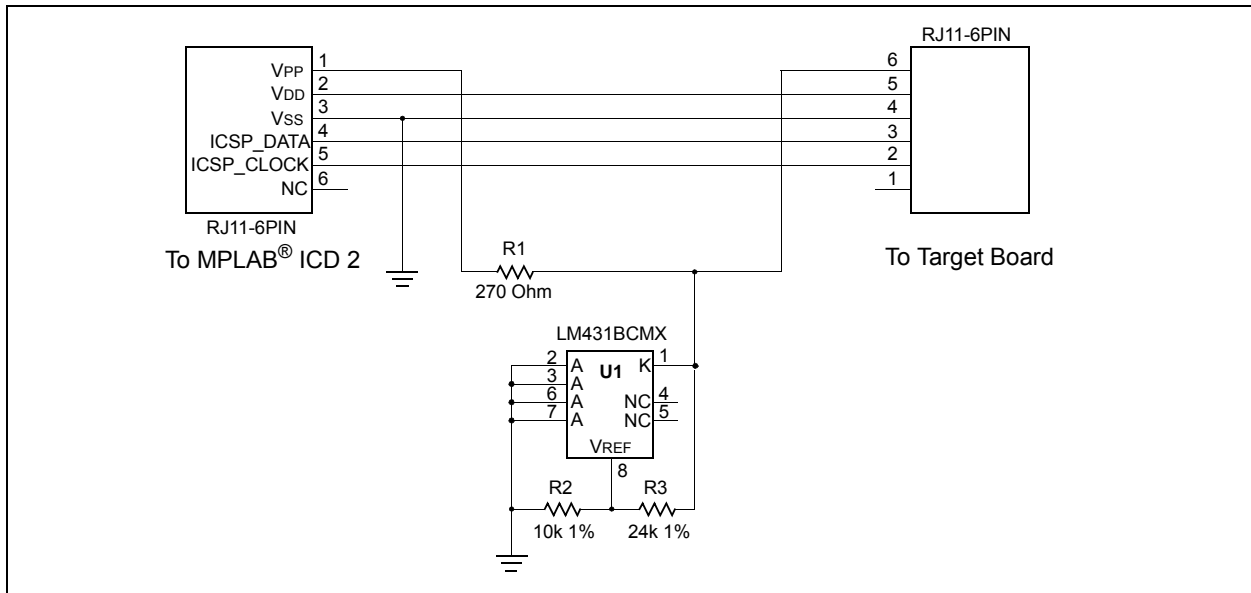 RJ11-6PIN
VPP 1
VDD 2
VSS 3
ICSP_DATA 4
ICSP_CLOCK 5
NC 6
6
5
4
3
2
1
RJ11-6PIN
To MPLAB® ICD 2
To Target Board
R1
270 Ohm
LM431BCMX
2 A U1 K 1
3 A
6 A NC 4
7 A NC 5
VREF
8
R2 R3
10k 1% 24k 1%